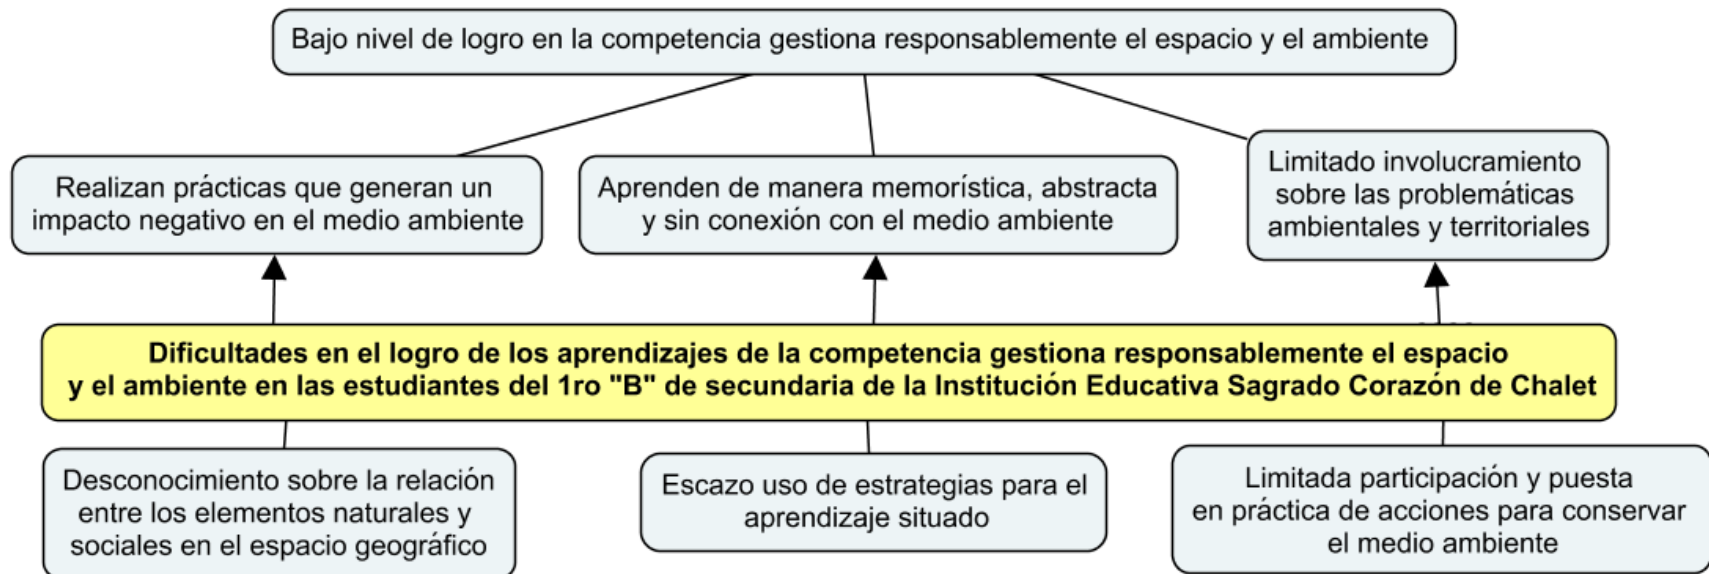 Bajo nivel de logro en la competencia gestiona responsablemente el espacio y el ambiente
Realizan prácticas que generan un
impacto negativo en el medio ambiente
Aprenden de manera memorística, abstracta
y sin conexión con el medio ambiente
Limitado involucramiento
sobre las problemáticas
ambientales y territoriales
Dificultades en el logro de los aprendizajes de la competencia gestiona responsablemente el espacio
y el ambiente en las estudiantes del 1ro "B" de secundaria de la Institución Educativa Sagrado Corazón de Chalet
Desconocimiento sobre la relación
entre los elementos naturales y
sociales en el espacio geográfico
Escazo uso de estrategias para el
aprendizaje situado
Limitada participación y puesta
en práctica de acciones para conservar
el medio ambiente